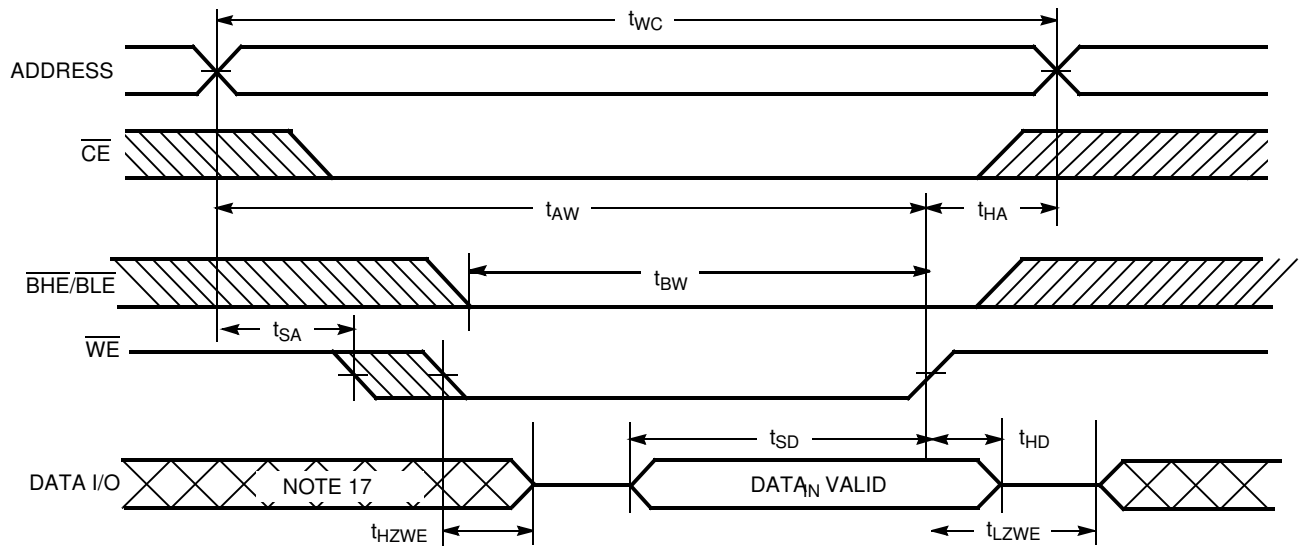 tWC
ADDRESS
CE
tAW
tHA
BHE/BLE
tBW
tSA
WE
tSD
tHD
DATA I/O
NOTE 17
DATAIN VALID
tHZWE
tLZWE